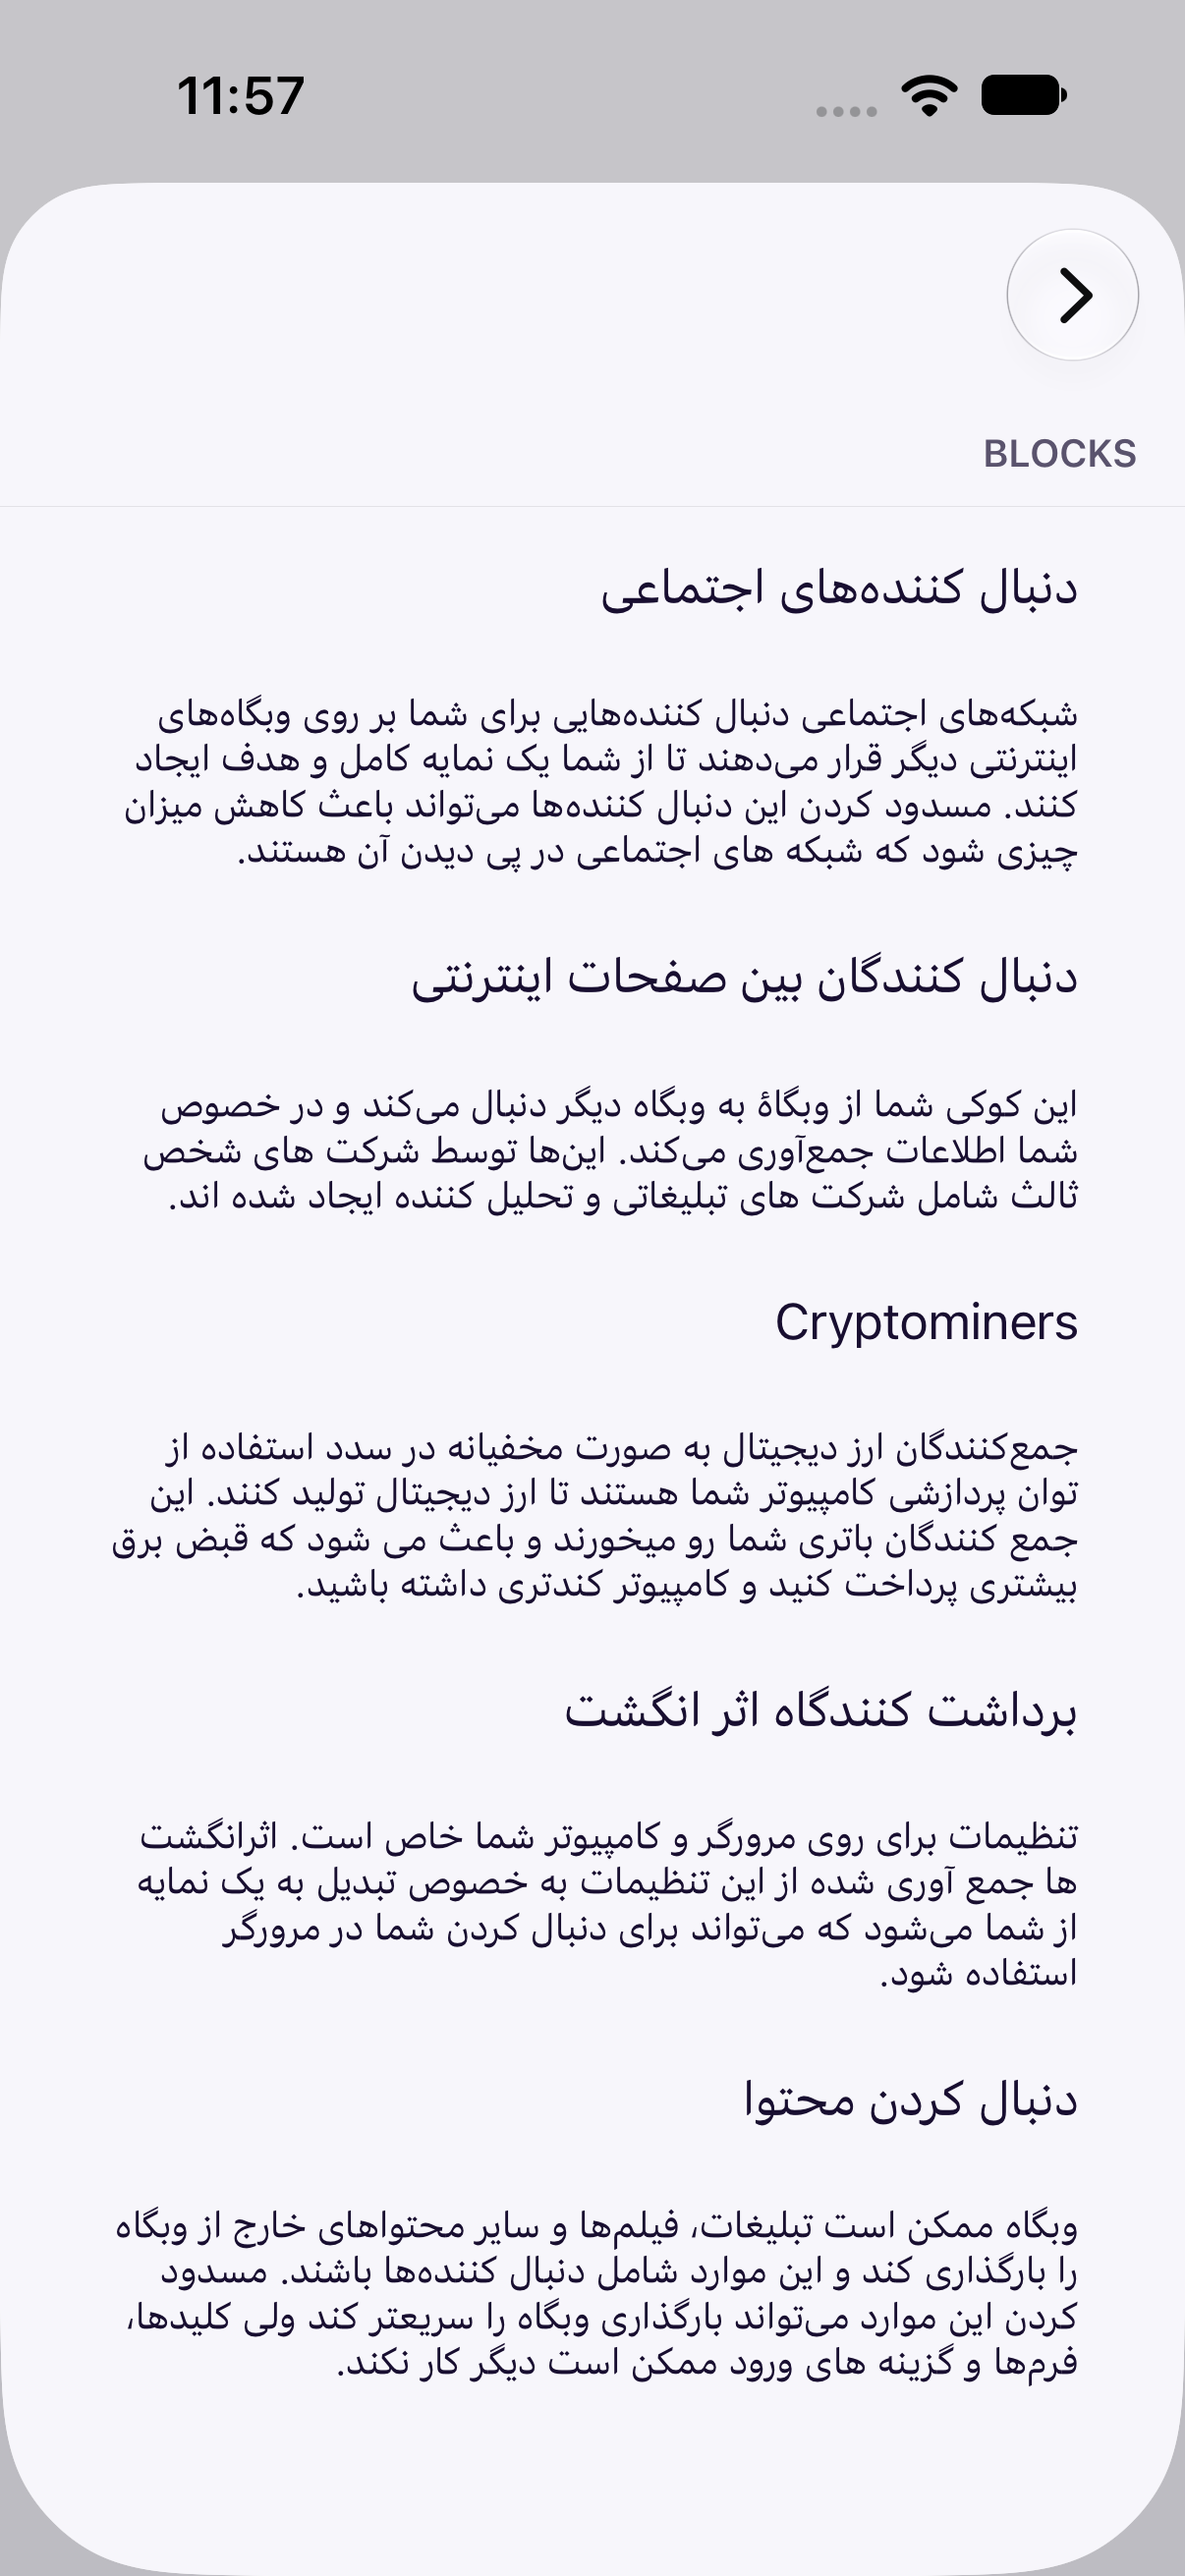 11:57
BLOCKS
دنبال کننده‌های اجتماعی
شبکه‌های اجتماعی دنبال کننده‌هایی برای شما بر روی وبگاه‌های
اینترنتی دیگر قرار می‌دهند تا از شما یک نمایه کامل و هدف ایجاد
کنند. مسدود کردن این دنبال کننده‌ها می‌تواند باعث کاهش میزان
چیزی شود که شبکه های اجتماعی در پی دیدن آن هستند.
دنبال کنندگان بین صفحات اینترنتی
این کوکی شما از وبگاهٔ به وبگاه دیگر دنبال می‌کند و در خصوص
شما اطلاعات جمع‌آوری می‌کند. این‌ها توسط شرکت های شخص
ثالث شامل شرکت های تبلیغاتی و تحلیل کننده ایجاد شده اند.
Cryptominers
جمع‌کنندگان ارز دیجیتال به صورت مخفیانه در سدد استفاده از
توان پردازشی کامپیوتر شما هستند تا ارز دیجیتال تولید کنند. این
جمع کنندگان باتری شما رو میخورند و باعث می شود که قبض برق
بیشتری پرداخت کنید و کامپیوتر کندتری داشته باشید.
برداشت کنندگاه اثر انگشت
تنظیمات برای روی مرورگر و کامپیوتر شما خاص است. اثرانگشت
ها جمع آوری شده از این تنظیمات به خصوص تبدیل به یک نمایه
از شما می‌شود که می‌تواند برای دنبال کردن شما در مرورگر
استفاده شود.
دنبال کردن محتوا
وبگاه ممکن است تبلیغات، فیلم‌ها و سایر محتواهای خارج از وبگاه
را بارگذاری کند و این موارد شامل دنبال کننده‌ها باشند. مسدود
کردن این موارد می‌تواند بارگذاری وبگاه را سریعتر کند ولی کلیدها،
فرم‌ها و گزینه های ورود ممکن است دیگر کار نکند.